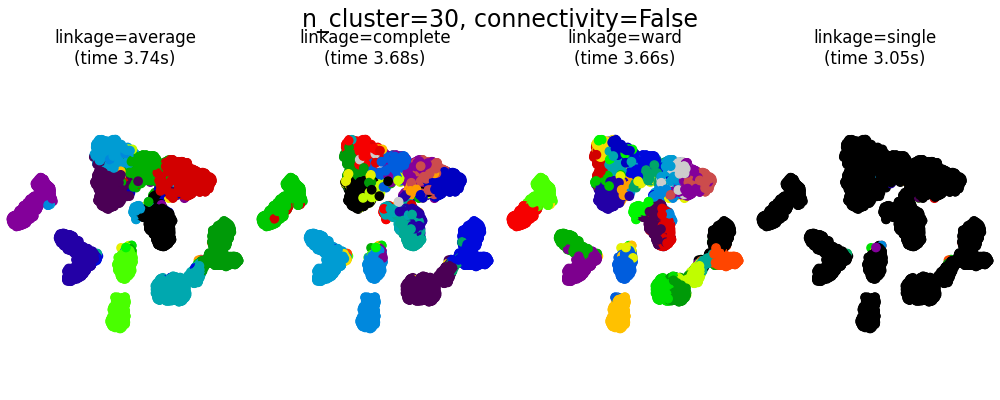 n_cluster=30, connectivity=False
linkage=average
(time 3.74s)
linkage=complete
(time 3.68s)
linkage=ward
(time 3.66s)
linkage=single
(time 3.05s)